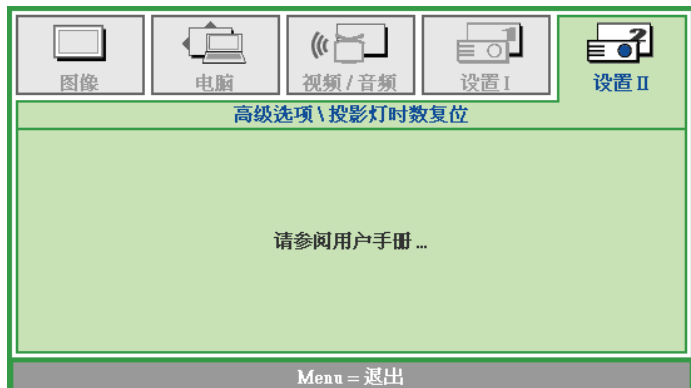 图像 电脑 视频 / 音频 设置 I 设置 II
高级选项 \ 投影灯时数复位
请参阅用户手册 ...
Menu = 退出